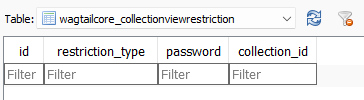 Table: wagtailcore_collectionviewrestriction
id restriction_type password collection_id
Filter Filter Filter Filter